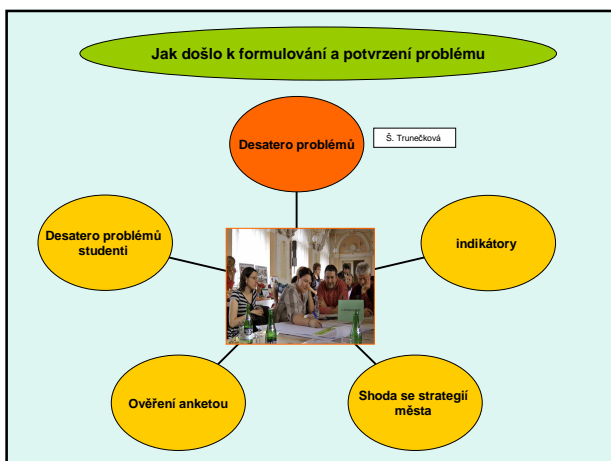 Jak došlo k formulování a potvrzení problému
Desatero problémů
Š. Trunečková
Desatero problémů
studenti
indikátory
Ověření anketou
Shoda se strategií
města